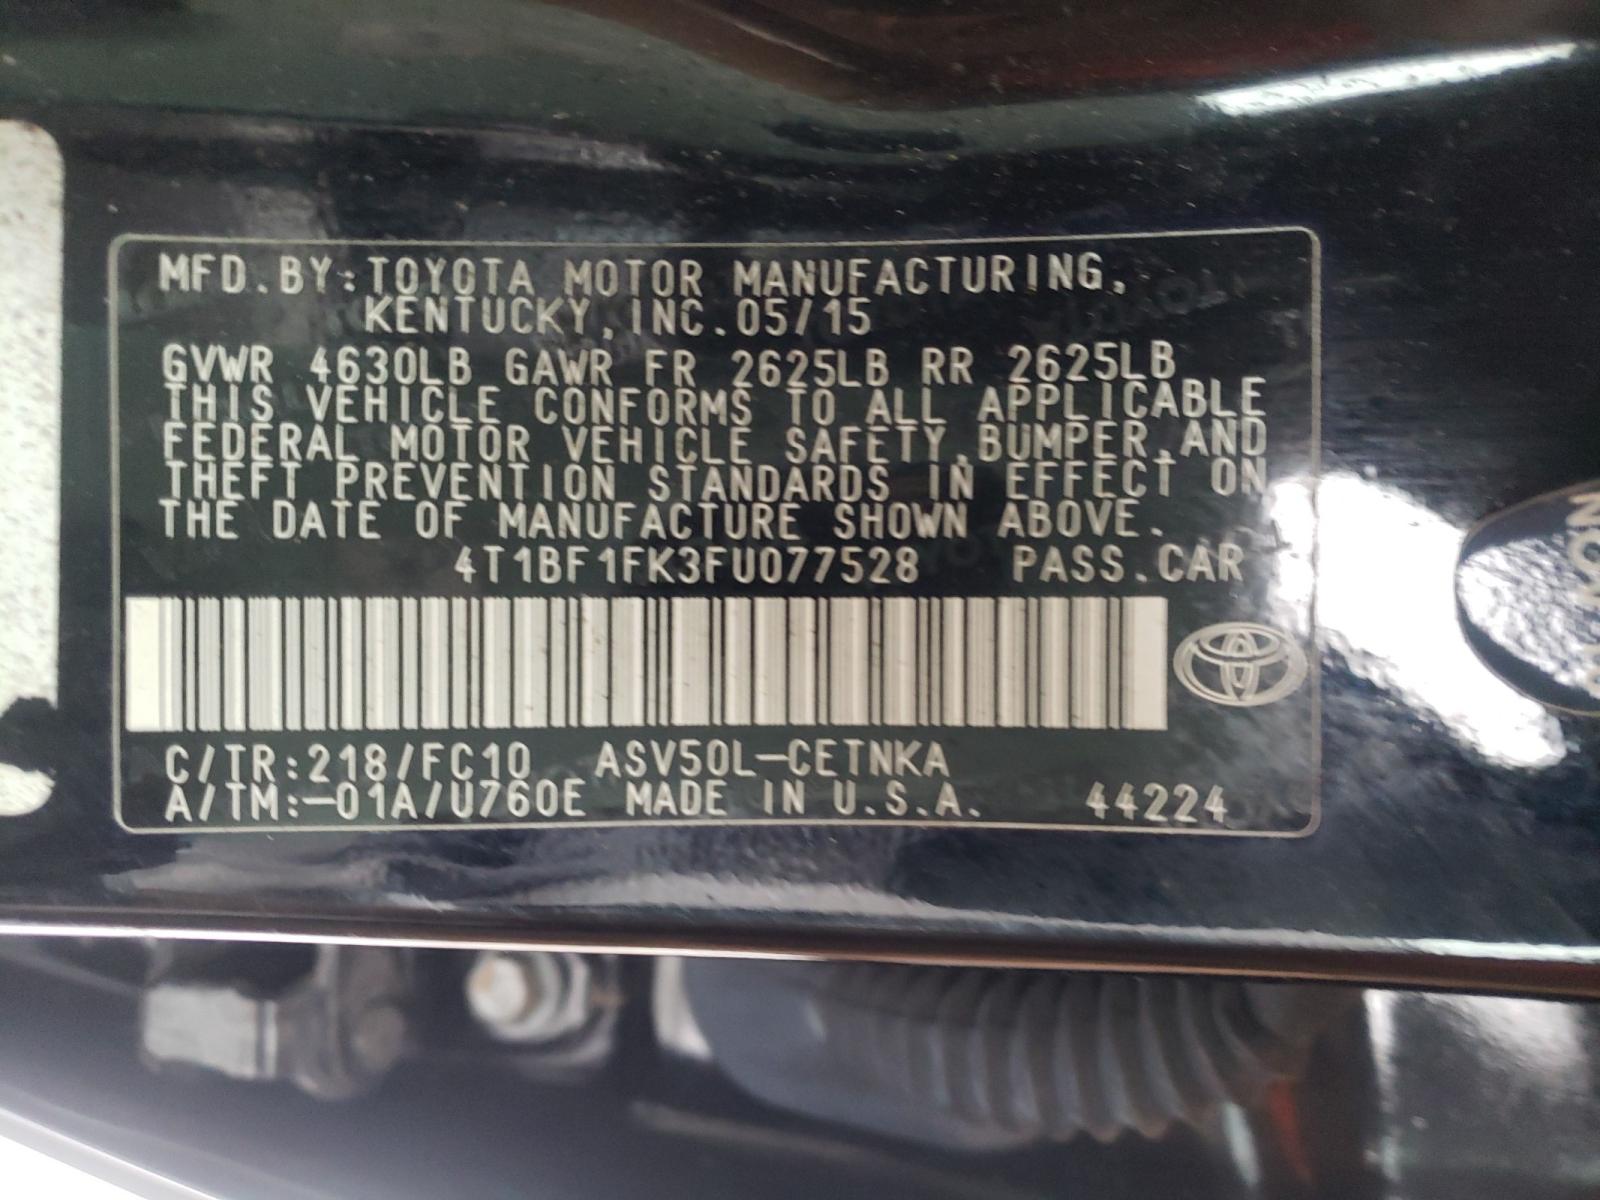 MFD.BY:TOYOTA MOTOR MANUFACTURING,
KENTUCKY,INC.05/15
GVWR 4630LB GAWR FR 2625LB RR 2625LB
THIS VEHICLE CONFORMS TO ALL APPLICABLE
FEDERAL MOTOR VEHICLE SAFETY,BUMPER,AND
THEFT PREVENTION STANDARDS IN EFFECT ON
THE DATE OF MANUFACTURE SHOWN ABOVE.
4T1BF1FK3FU077528 PASS.CAR
C/TR:218/FC10 ASV50L-CETNKA
A/TM:-01A/U760E MADE IN U.S.A. 44224